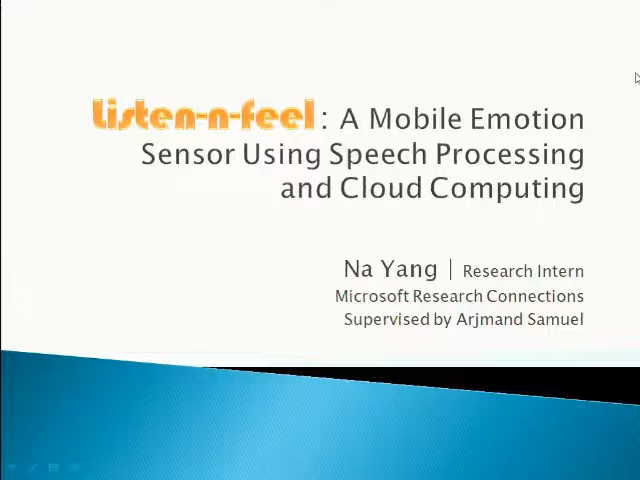 Listen-n-feel: A Mobile Emotion
Sensor Using Speech Processing
and Cloud Computing
Na Yang | Research Intern
Microsoft Research Connections
Supervised by Arjmand Samuel